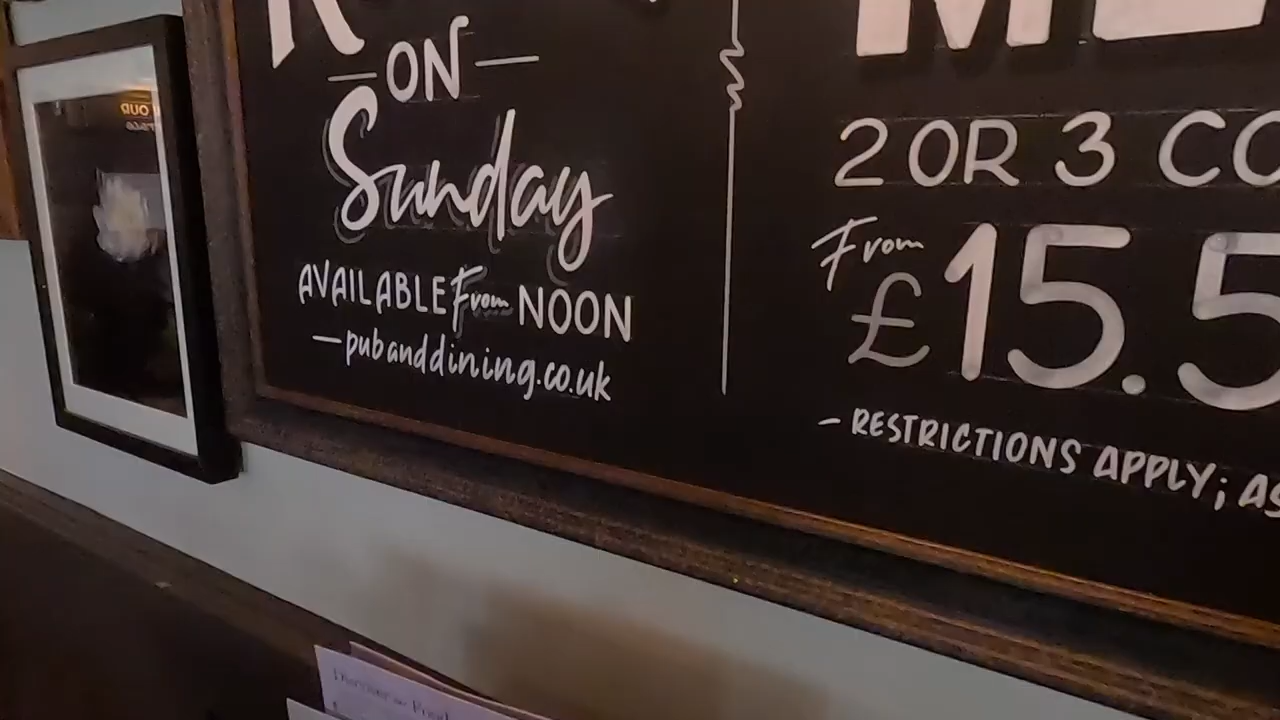 ON
Sunday
AVAILABLE From NOON
—pubanddining.co.uk
2 OR 3 CO
From
£15.5
- RESTRICTIONS APPLY; AS